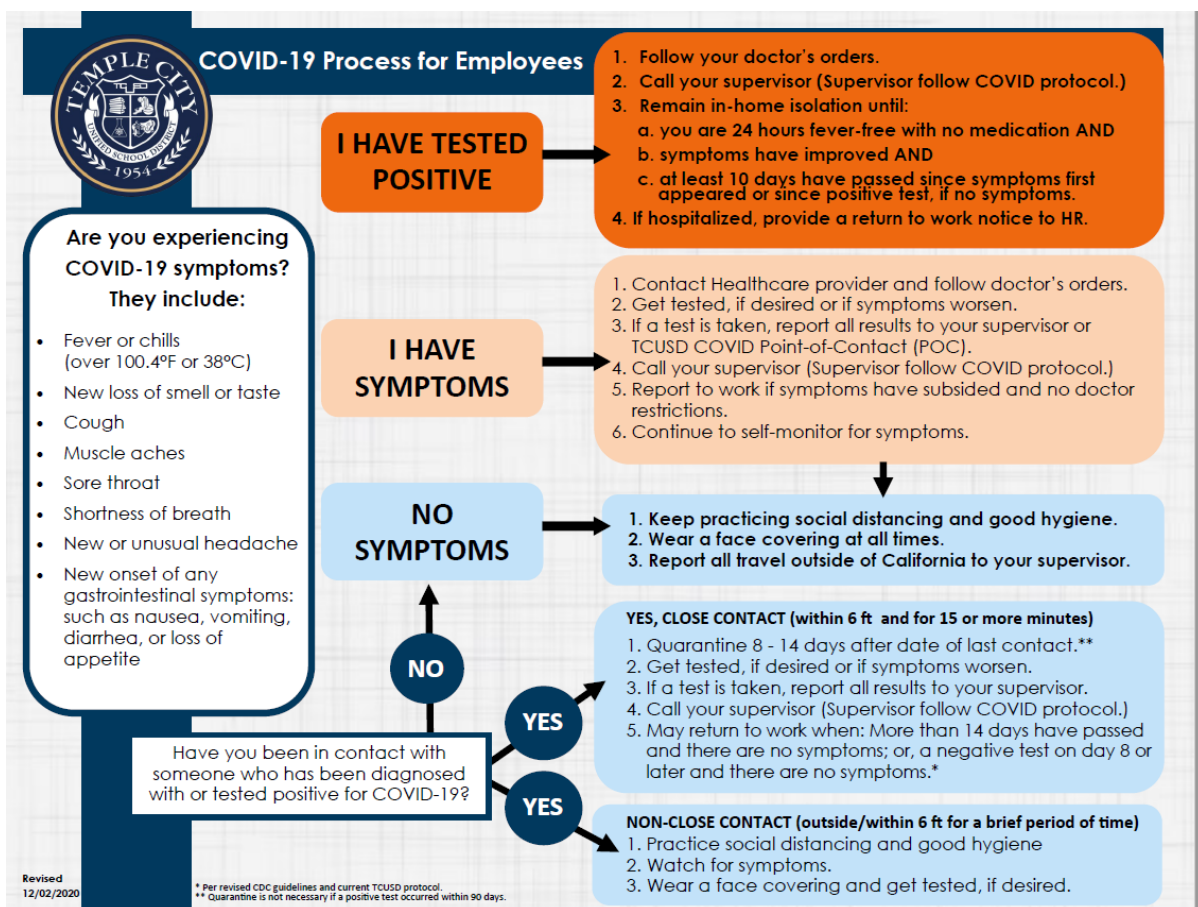 COVID-19 Process for Employees
TEMPLE CITY
UNIFIED SCHOOL DISTRICT
1954
Are you experiencing
COVID-19 symptoms?
They include:
• Fever or chills
(over 100.4°F or 38°C)
• New loss of smell or taste
• Cough
• Muscle aches
• Sore throat
• Shortness of breath
• New or unusual headache
• New onset of any
gastrointestinal symptoms:
such as nausea, vomiting,
diarrhea, or loss of
appetite
I HAVE TESTED
POSITIVE
1. Follow your doctor's orders.
2. Call your supervisor (Supervisor follow COVID protocol.)
3. Remain in-home isolation until:
a. you are 24 hours fever-free with no medication AND
b. symptoms have improved AND
c. at least 10 days have passed since symptoms first
appeared or since positive test, if no symptoms.
4. If hospitalized, provide a return to work notice to HR.
I HAVE
SYMPTOMS
1. Contact Healthcare provider and follow doctor's orders.
2. Get tested, if desired or if symptoms worsen.
3. If a test is taken, report all results to your supervisor or
TCUSD COVID Point-of-Contact (POC).
4. Call your supervisor (Supervisor follow COVID protocol.)
5. Report to work if symptoms have subsided and no doctor
restrictions.
6. Continue to self-monitor for symptoms.
NO
SYMPTOMS
1. Keep practicing social distancing and good hygiene.
2. Wear a face covering at all times.
3. Report all travel outside of California to your supervisor.
NO
YES
YES
Have you been in contact with
someone who has been diagnosed
with or tested positive for COVID-19?
YES, CLOSE CONTACT (within 6 ft and for 15 or more minutes)
1. Quarantine 8 - 14 days after date of last contact.**
2. Get tested, if desired or if symptoms worsen.
3. If a test is taken, report all results to your supervisor.
4. Call your supervisor (Supervisor follow COVID protocol.)
5. May return to work when: More than 14 days have passed
and there are no symptoms; or, a negative test on day 8 or
later and there are no symptoms.*
NON-CLOSE CONTACT (outside/within 6 ft for a brief period of time)
1. Practice social distancing and good hygiene
2. Watch for symptoms.
3. Wear a face covering and get tested, if desired.
Revised
12/02/2020
* Per revised CDC guidelines and current TCUSD protocol.
** Quarantine is not necessary if a positive test occurred within 90 days.